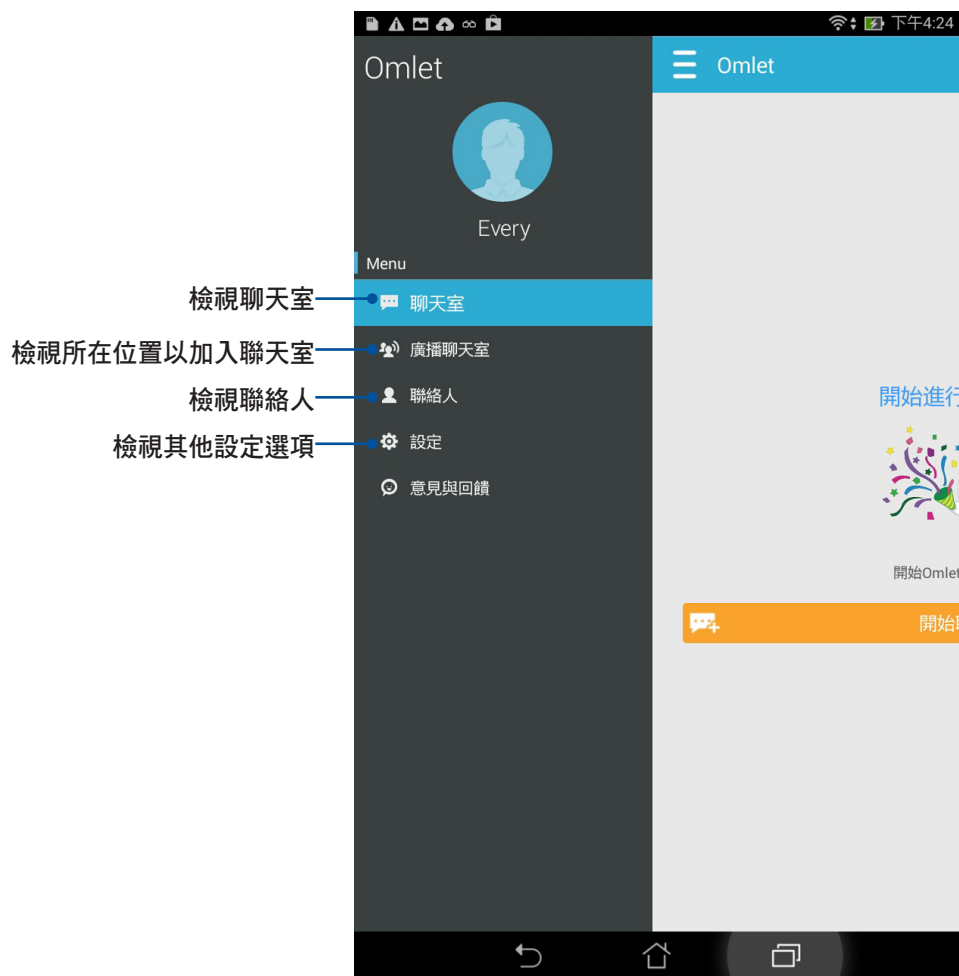 下午4:24
Omlet
Omlet
Every
Menu
檢視聊天室
聊天室
檢視所在位置以加入聯天室
廣播聊天室
檢視聯絡人
聯絡人
開始進行
檢視其他設定選項
設定
意見與回饋
開始Omlet
開始